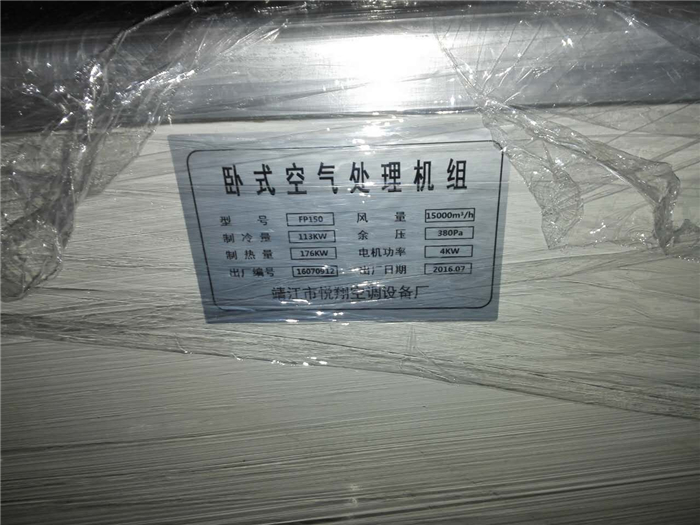 卧式空气处理机组
型号 FP150 风量 15000m³/h
制冷量 113KW 余压 380Pa
制热量 176KW 电机功率 4KW
出厂编号 16070912 出厂日期 2016.07
靖江市悦翔空调设备厂